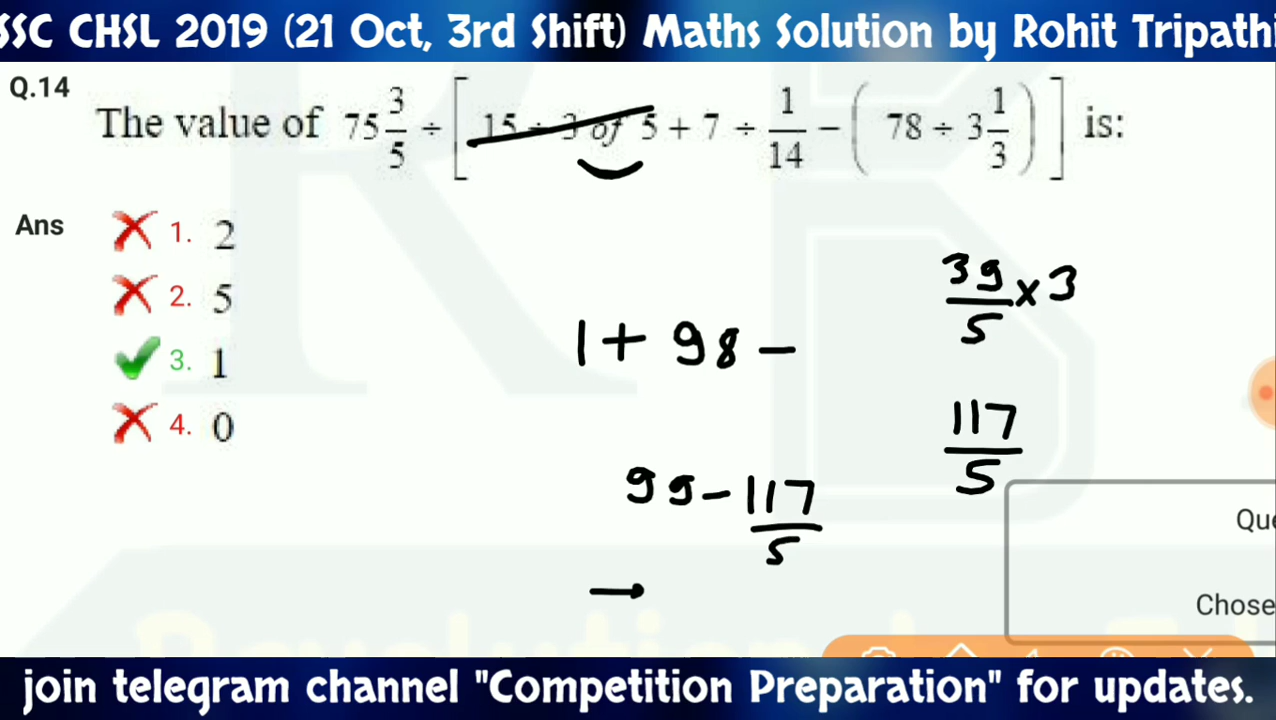 SSC CHSL 2019 (21 Oct, 3rd Shift) Maths Solution by Rohit Tripathi
Q.14
The value of 75 3/5 ÷ [ 15 ÷ 3 of 5 + 7 ÷ 1/14 − ( 78 ÷ 3 1/3 ) ] is:
Ans
1. 2
2. 5
3. 1
4. 0
39/5 × 3
1 + 98 −
117/5
99 − 117/5
Que
Chose
join telegram channel "Competition Preparation" for updates.